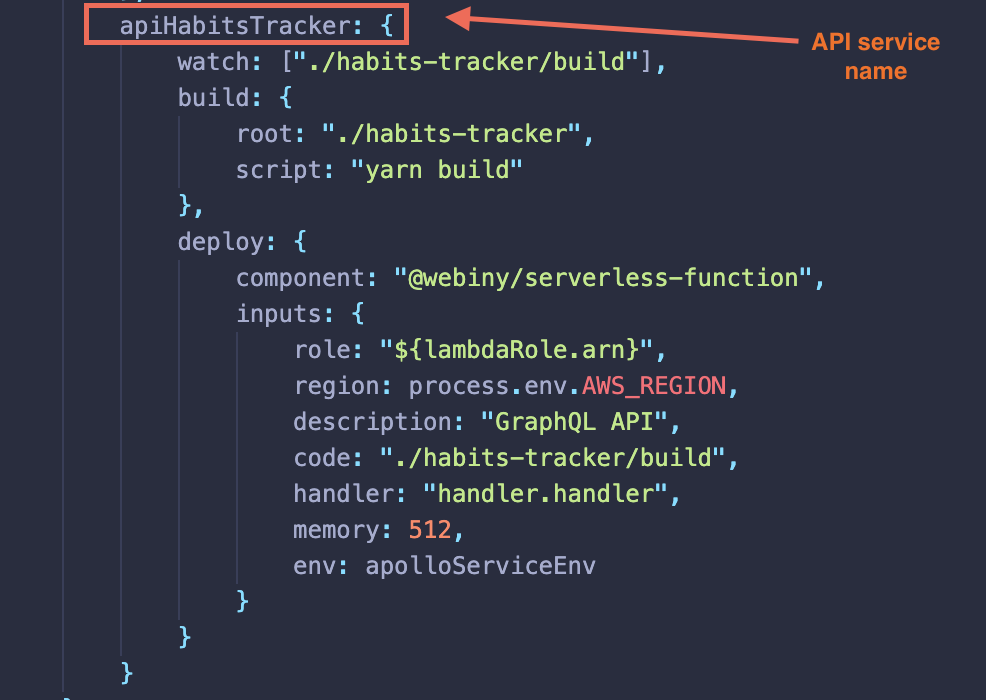 apiHabitsTracker: {
API service
name
watch: ["./habits-tracker/build"],
build: {
root: "./habits-tracker",
script: "yarn build"
},
deploy: {
component: "@webiny/serverless-function",
inputs: {
role: "${lambdaRole.arn}",
region: process.env.AWS_REGION,
description: "GraphQL API",
code: "./habits-tracker/build",
handler: "handler.handler",
memory: 512,
env: apolloServiceEnv
}
}
}